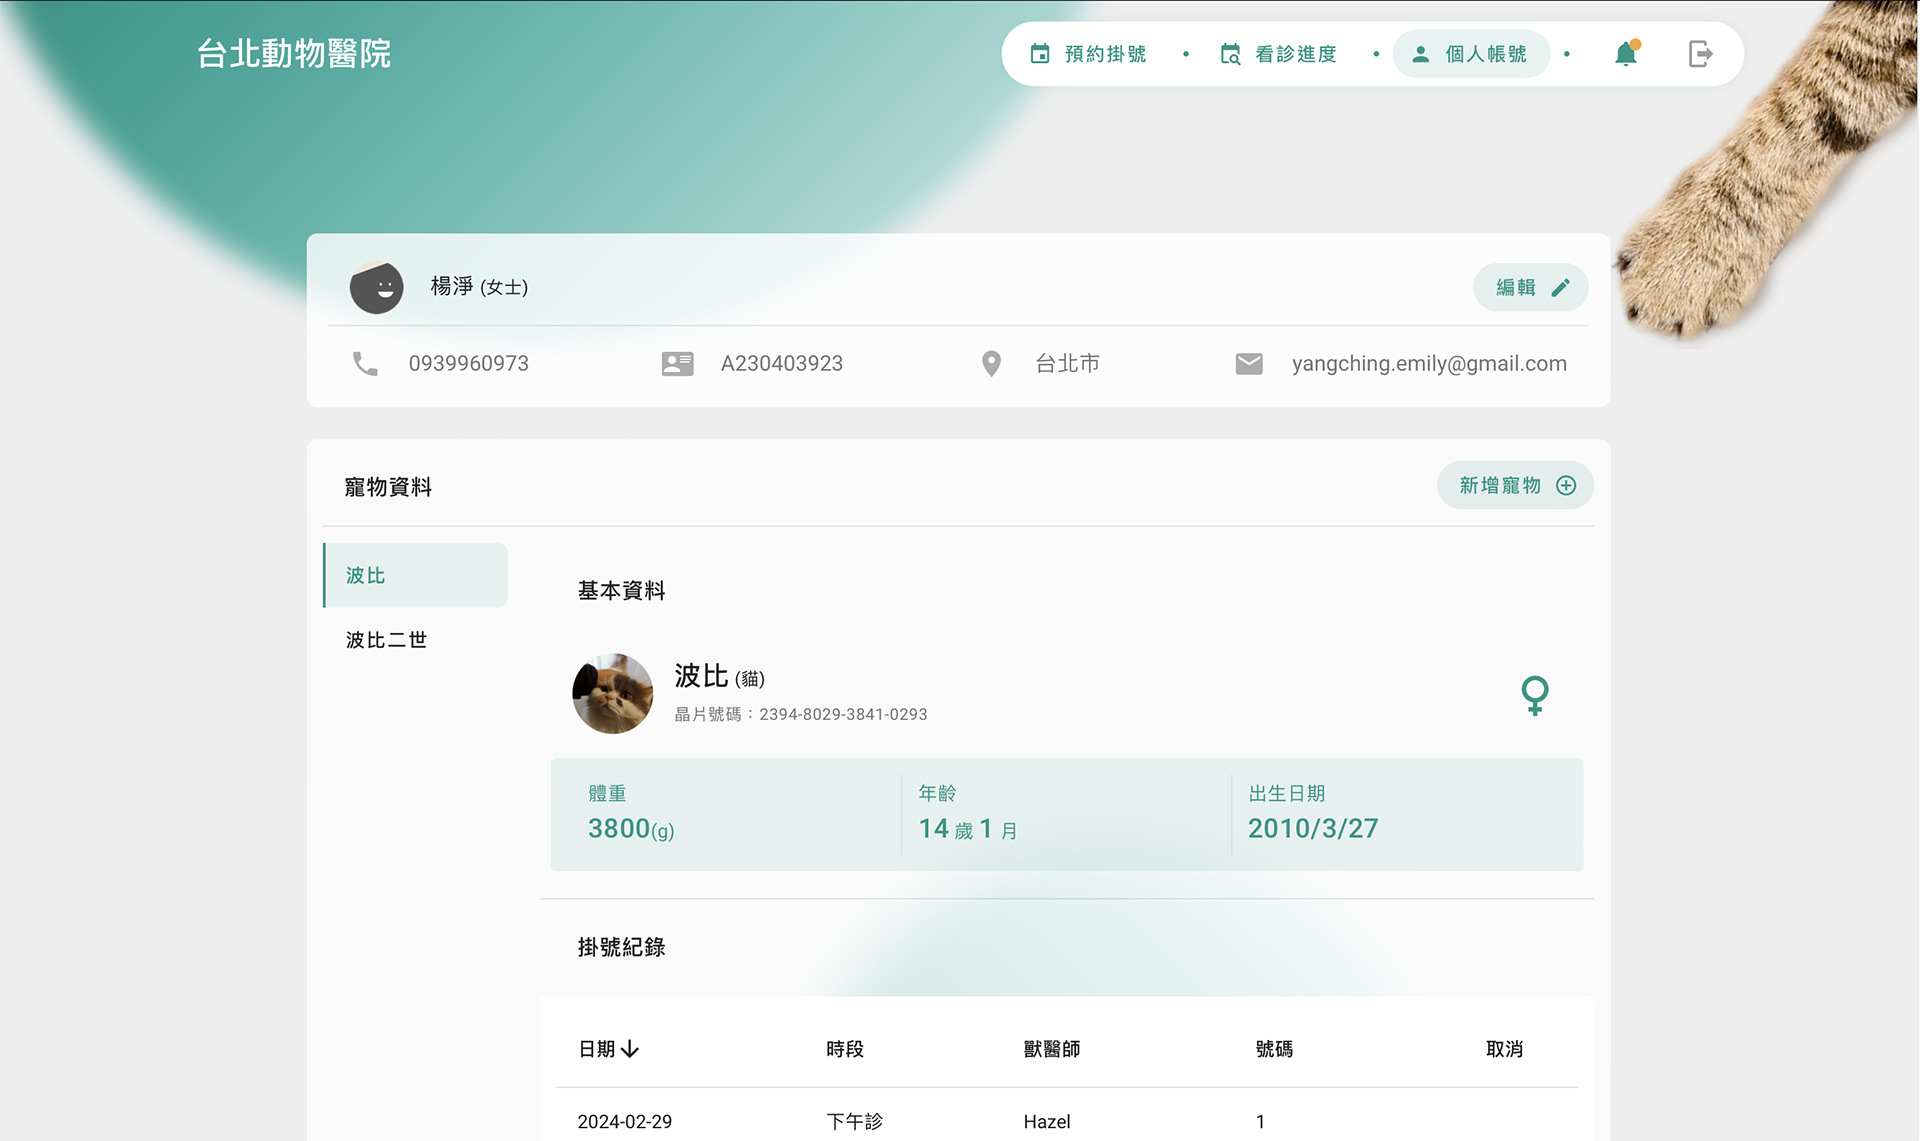 台北動物醫院
預約掛號 • 看診進度 • 個人帳號 •
楊淨 (女士)
編輯
0939960973 A230403923 台北市 yangching.emily@gmail.com
寵物資料
新增寵物
波比
波比二世
基本資料
波比 (貓)
晶片號碼：2394-8029-3841-0293
體重 年齡 出生日期
3800(g) 14 歲 1 月 2010/3/27
掛號紀錄
日期 時段 獸醫師 號碼 取消
2024-02-29 下午診 Hazel 1